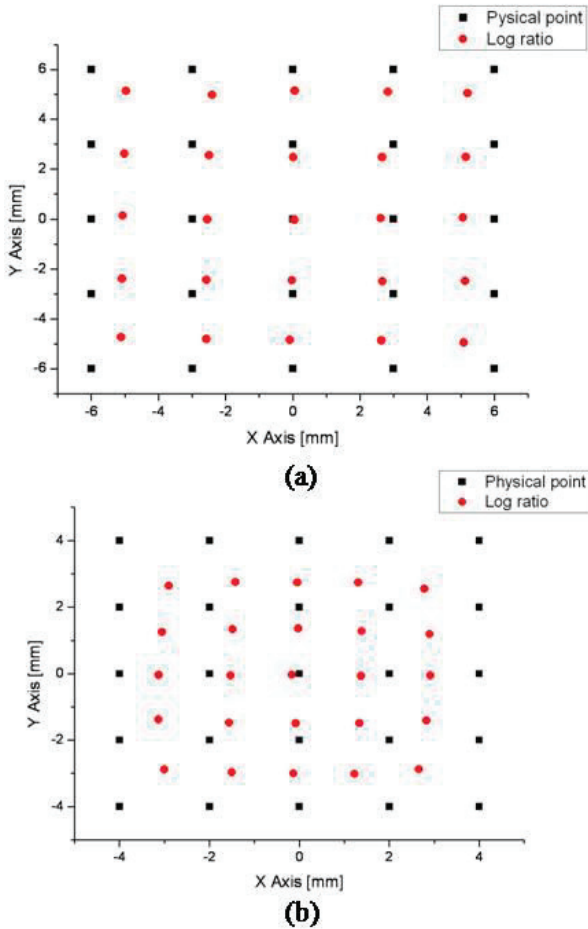 Pysical point
Log ratio
6
4
2
0
-2
-4
-6
Y Axis [mm]
-6 -4 -2 0 2 4 6
X Axis [mm]
(a)
Physical point
Log ratio
4
2
0
-2
-4
Y Axis [mm]
-4 -2 0 2 4
X Axis [mm]
(b)